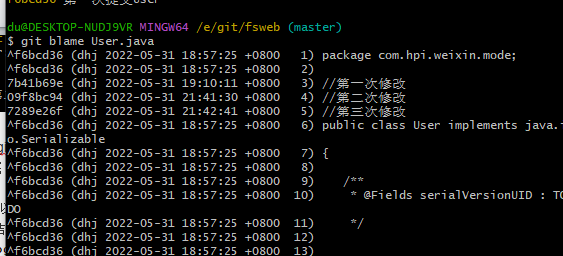 du@DESKTOP-NUDJ9VR MINGW64 /e/git/fsweb (master)
$ git blame User.java
^f6bcd36 (dhj 2022-05-31 18:57:25 +0800 1) package com.hpi.weixin.mode;
^f6bcd36 (dhj 2022-05-31 18:57:25 +0800 2)
7b41b69e (dhj 2022-05-31 19:10:11 +0800 3) //第一次修改
09f8bc94 (dhj 2022-05-31 21:41:30 +0800 4) //第二次修改
7289e26f (dhj 2022-05-31 21:42:41 +0800 5) //第三次修改
^f6bcd36 (dhj 2022-05-31 18:57:25 +0800 6) public class User implements java.i
o.Serializable
^f6bcd36 (dhj 2022-05-31 18:57:25 +0800 7) {
^f6bcd36 (dhj 2022-05-31 18:57:25 +0800 8)
^f6bcd36 (dhj 2022-05-31 18:57:25 +0800 9) /**
^f6bcd36 (dhj 2022-05-31 18:57:25 +0800 10) * @Fields serialVersionUID : TO
DO
^f6bcd36 (dhj 2022-05-31 18:57:25 +0800 11) */
^f6bcd36 (dhj 2022-05-31 18:57:25 +0800 12)
^f6bcd36 (dhj 2022-05-31 18:57:25 +0800 13)